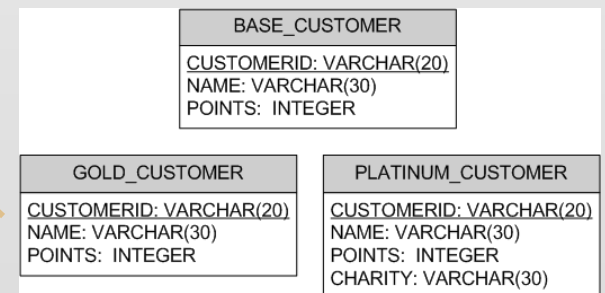 BASE_CUSTOMER
CUSTOMERID: VARCHAR(20)
NAME: VARCHAR(30)
POINTS: INTEGER
GOLD_CUSTOMER
CUSTOMERID: VARCHAR(20)
NAME: VARCHAR(30)
POINTS: INTEGER
PLATINUM_CUSTOMER
CUSTOMERID: VARCHAR(20)
NAME: VARCHAR(30)
POINTS: INTEGER
CHARITY: VARCHAR(30)